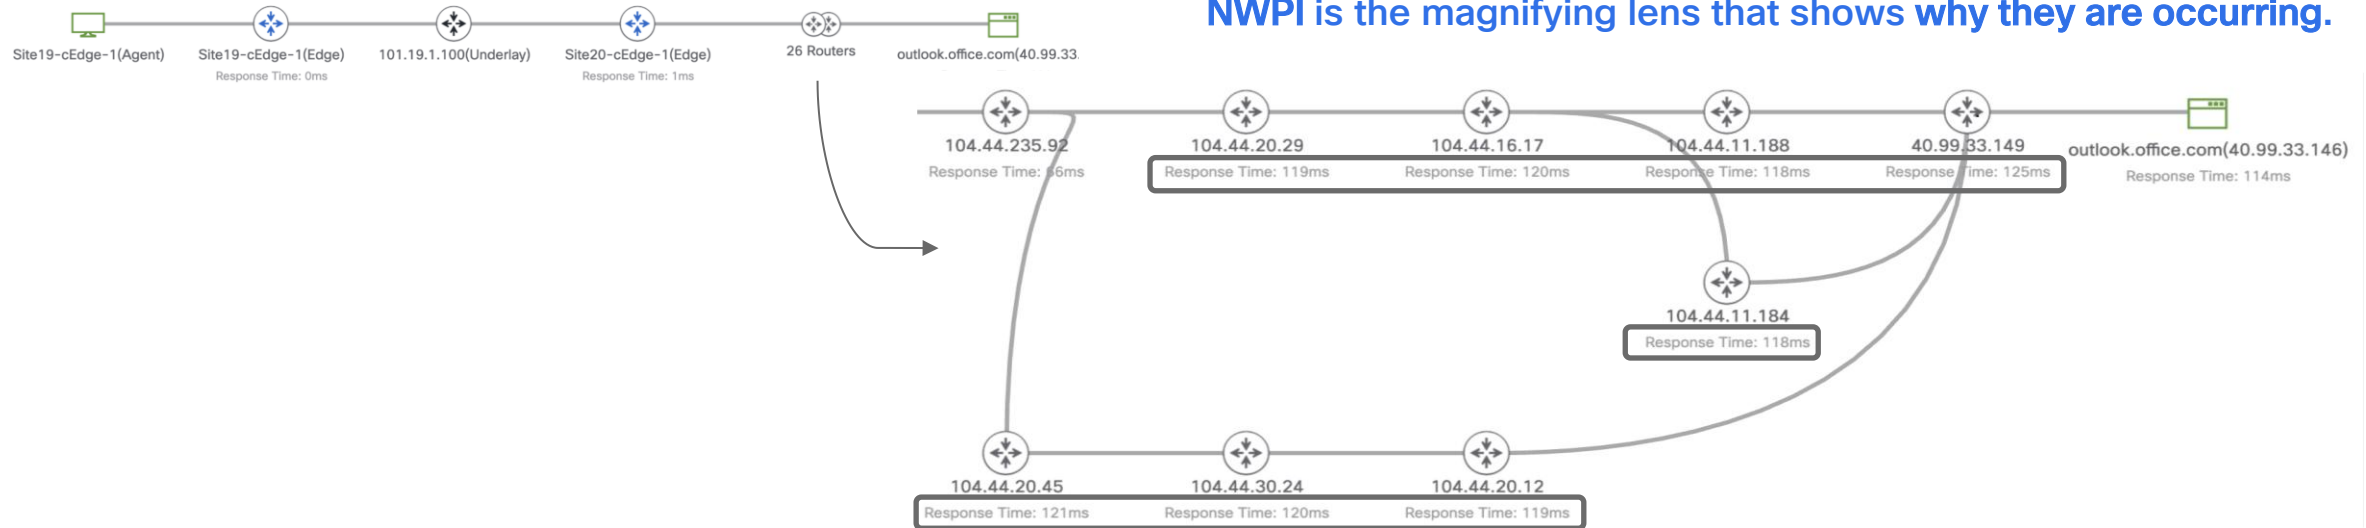 NWPI is the magnifying lens that shows why they are occurring.
Site19-cEdge-1(Agent)
Site19-cEdge-1(Edge)
Response Time: 0ms
101.19.1.100(Underlay)
Site20-cEdge-1(Edge)
Response Time: 1ms
26 Routers
outlook.office.com(40.99.33.
104.44.235.92
Response Time: 66ms
104.44.20.29
Response Time: 119ms
104.44.16.17
Response Time: 120ms
104.44.11.188
Response Time: 118ms
40.99.33.149
Response Time: 125ms
outlook.office.com(40.99.33.146)
Response Time: 114ms
104.44.11.184
Response Time: 118ms
104.44.20.45
Response Time: 121ms
104.44.30.24
Response Time: 120ms
104.44.20.12
Response Time: 119ms